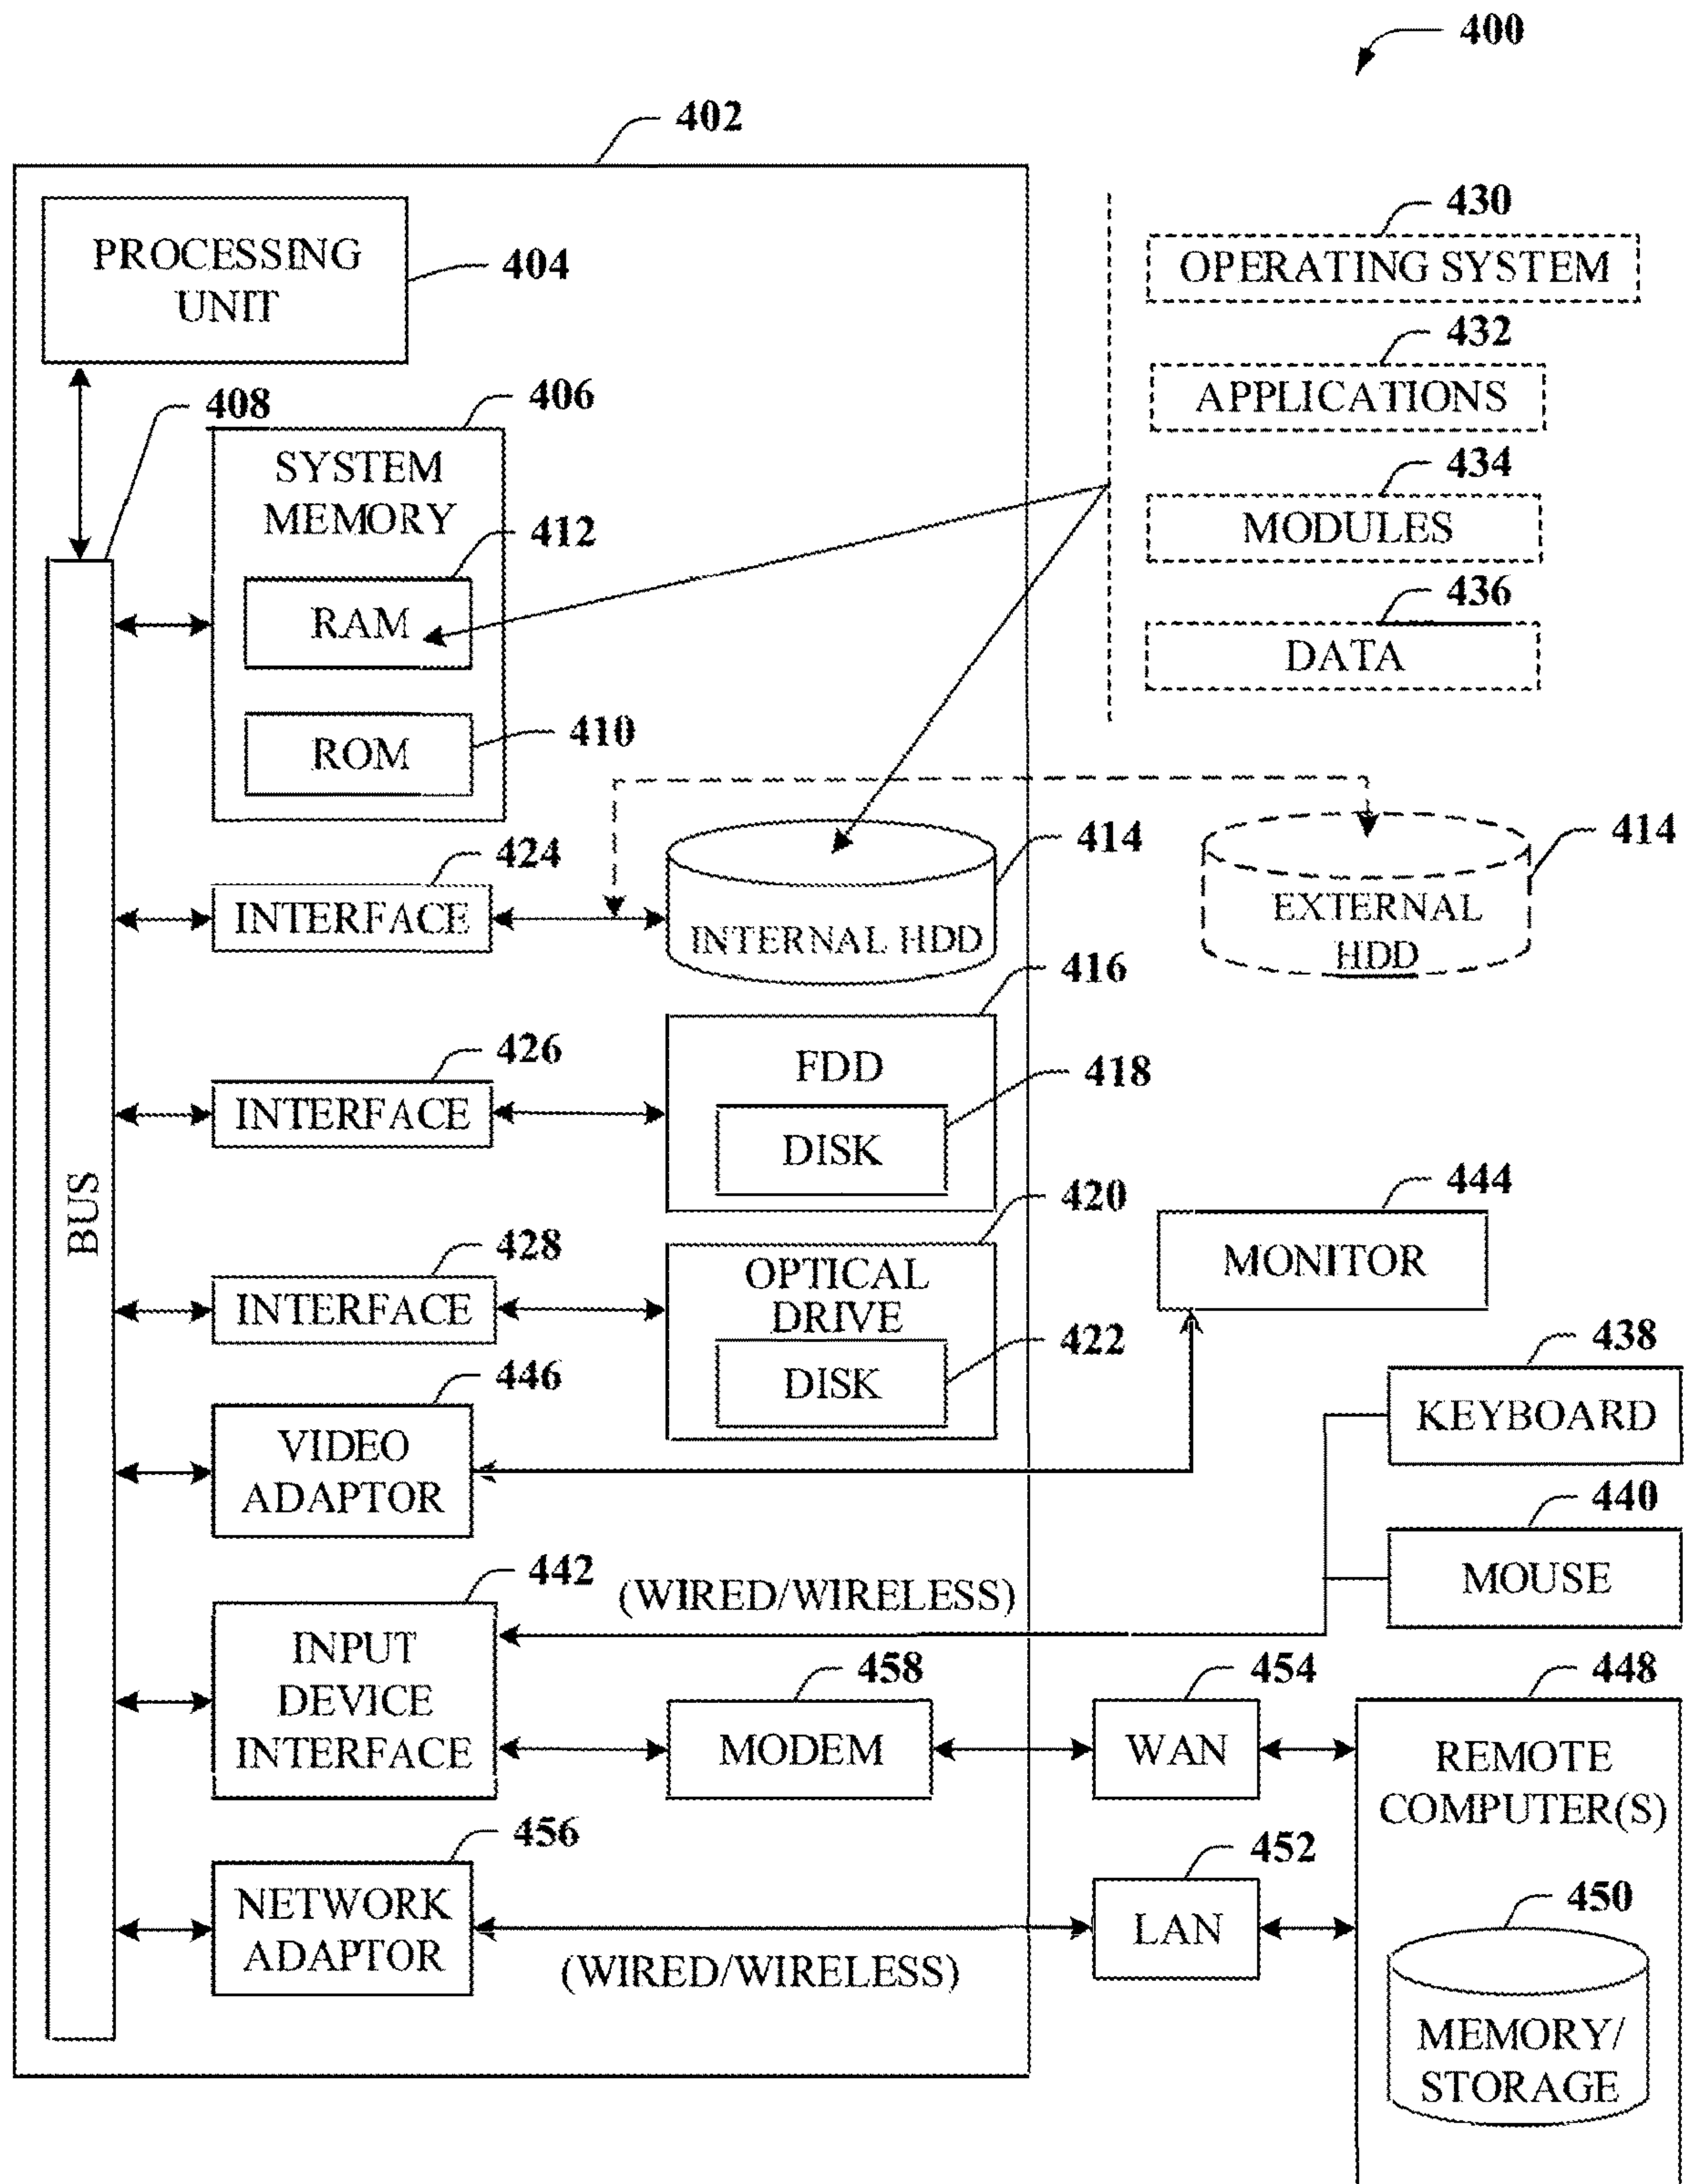 400
402
PROCESSING
UNIT
404
430
OPERATING SYSTEM
432
APPLICATIONS
434
MODULES
436
DATA
408
406
SYSTEM
MEMORY
412
RAM
410
ROM
424
INTERFACE
414
INTERNAL HDD
414
EXTERNAL
HDD
416
426
INTERFACE
FDD
418
DISK
BUS
420
428
INTERFACE
OPTICAL
DRIVE
422
DISK
444
MONITOR
438
KEYBOARD
446
VIDEO
ADAPTOR
440
MOUSE
442
(WIRED/WIRELESS)
INPUT
DEVICE
INTERFACE
458
MODEM
454
WAN
448
REMOTE
COMPUTER(S)
456
NETWORK
ADAPTOR
(WIRED/WIRELESS)
452
LAN
450
MEMORY/
STORAGE